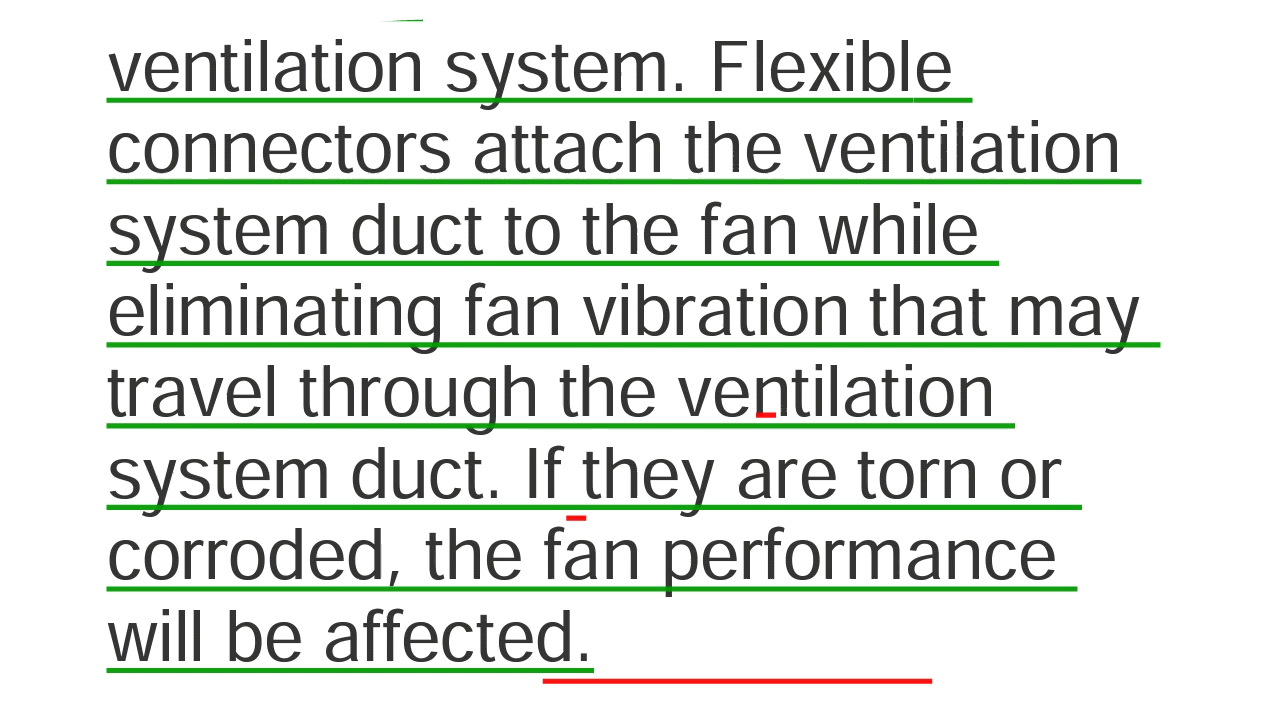 ventilation system. Flexible
connectors attach the ventilation
system duct to the fan while
eliminating fan vibration that may
travel through the ventilation
system duct. If they are torn or
corroded, the fan performance
will be affected.